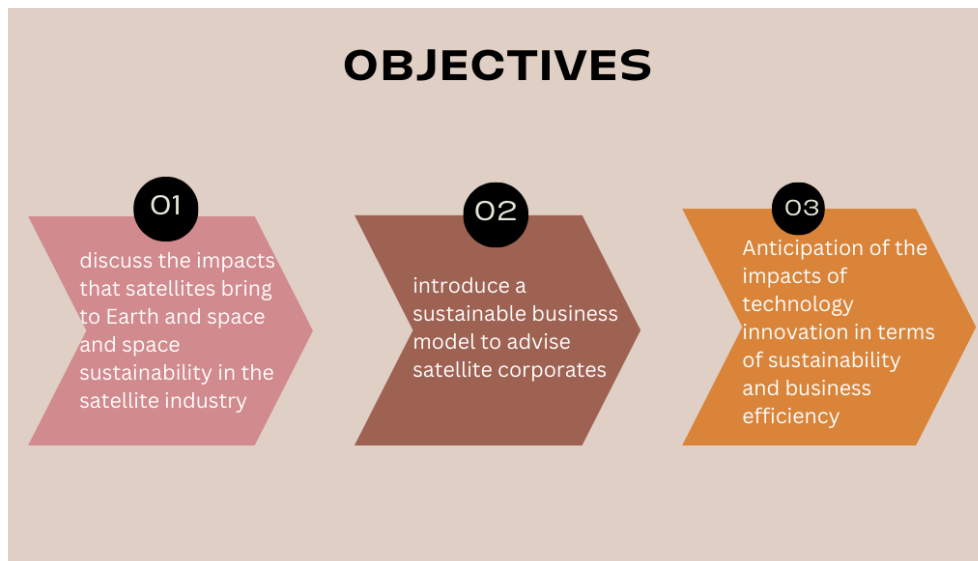 OBJECTIVES
01
discuss the impacts
that satellites bring
to Earth and space
and space
sustainability in the
satellite industry
02
introduce a
sustainable business
model to advise
satellite corporates
03
Anticipation of the
impacts of
technology
innovation in terms
of sustainability
and business
efficiency